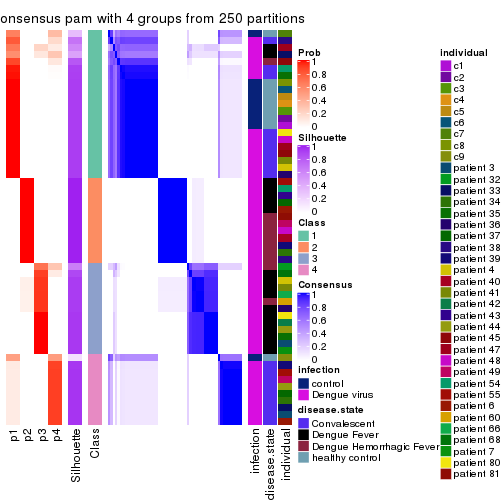 onsensus pam with 4 groups from 250 partitions
Prob
1
0.8
0.6
0.4
0.2
0
Silhouette
1
0.8
0.6
0.4
0.2
0
Class
1
2
3
4
Consensus
1
0.8
0.6
0.4
0.2
0
infection
control
Dengue virus
disease.state
Convalescent
Dengue Fever
Dengue Hemorrhagic Fever
healthy control
individual
c1
c2
c3
c4
c5
c6
c7
c8
c9
patient 3
patient 32
patient 33
patient 34
patient 35
patient 36
patient 37
patient 38
patient 39
patient 4
patient 40
patient 41
patient 42
patient 43
patient 44
patient 45
patient 47
patient 48
patient 49
patient 54
patient 55
patient 6
patient 60
patient 66
patient 68
patient 7
patient 80
patient 81
p1
p2
p3
p4
Silhouette
Class
infection
disease.state
individual